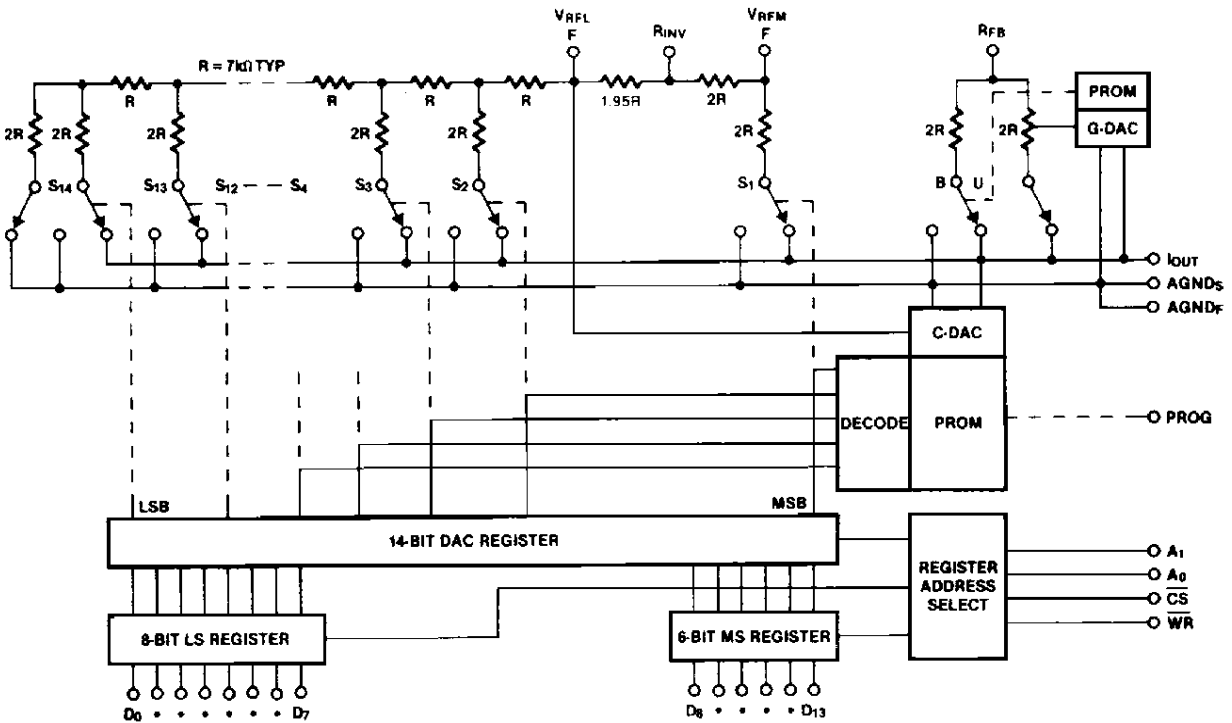 VRFL VRFM
F RINV F RFB
R = 7kΩ TYP
R R R R 1.95R 2R PROM
2R 2R 2R 2R 2R 2R 2R 2R G-DAC
S14 S13 S12 S4 S3 S2 S1 B U
IOUT
AGNDS
AGNDF
C-DAC
DECODE PROM PROG
LSB MSB
14-BIT DAC REGISTER
REGISTER ADDRESS SELECT
A1
A0
CS
WR
8-BIT LS REGISTER 6-BIT MS REGISTER
D0 • • • • • • D7 D8 • • • • D13